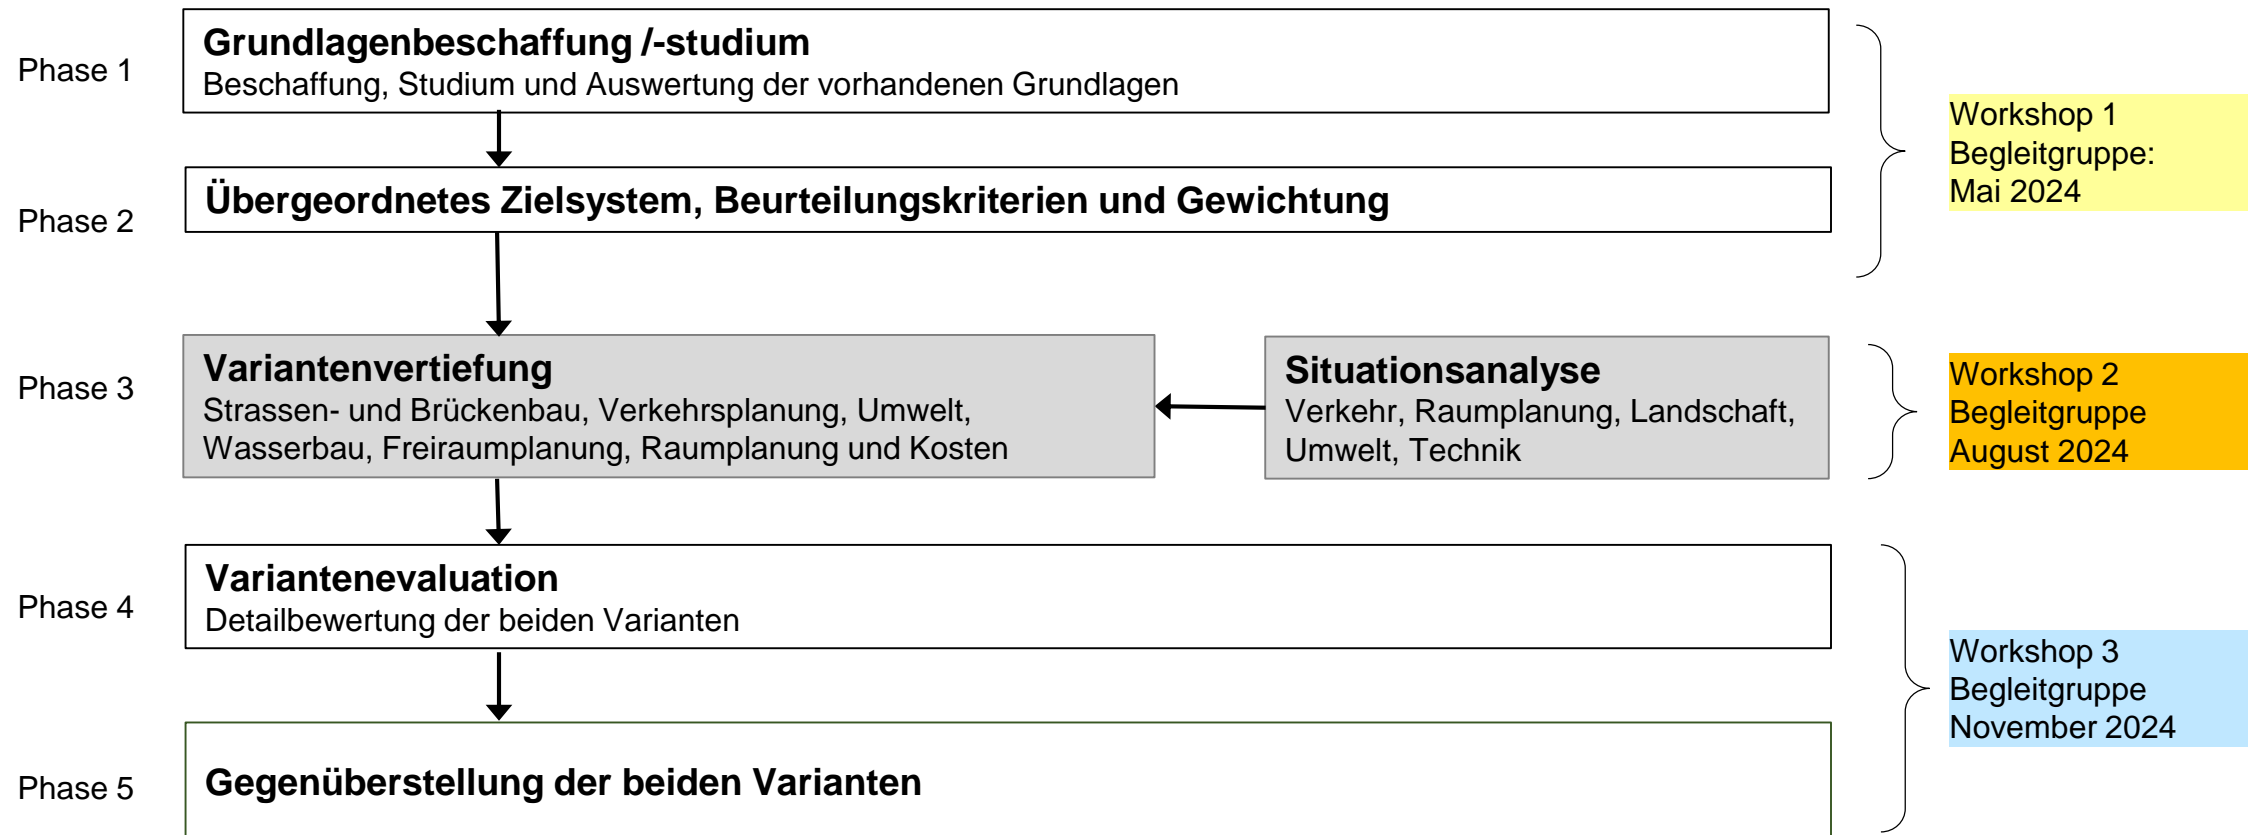 Phase 1
Grundlagenbeschaffung /-studium
Beschaffung, Studium und Auswertung der vorhandenen Grundlagen
Workshop 1
Begleitgruppe:
Mai 2024
Phase 2
Übergeordnetes Zielsystem, Beurteilungskriterien und Gewichtung
Phase 3
Variantenvertiefung
Strassen- und Brückenbau, Verkehrsplanung, Umwelt,
Wasserbau, Freiraumplanung, Raumplanung und Kosten
Situationsanalyse
Verkehr, Raumplanung, Landschaft,
Umwelt, Technik
Workshop 2
Begleitgruppe
August 2024
Phase 4
Variantenevaluation
Detailbewertung der beiden Varianten
Workshop 3
Begleitgruppe
November 2024
Phase 5
Gegenüberstellung der beiden Varianten